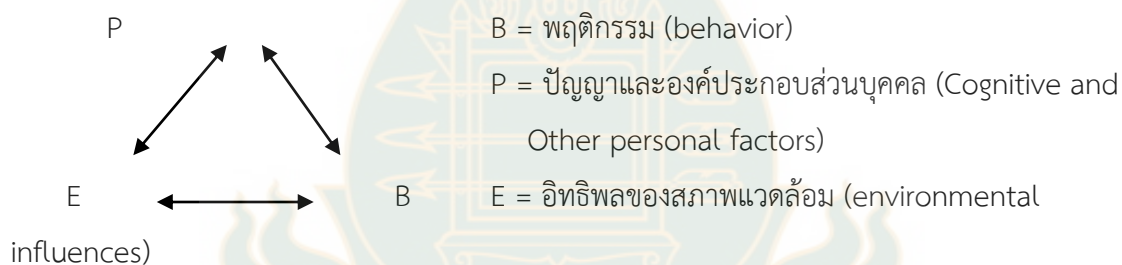 P B = พฤติกรรม (behavior)
P = ปัญญาและองค์ประกอบส่วนบุคคล (Cognitive and
Other personal factors)
E B E = อิทธิพลของสภาพแวดล้อม (environmental
influences)